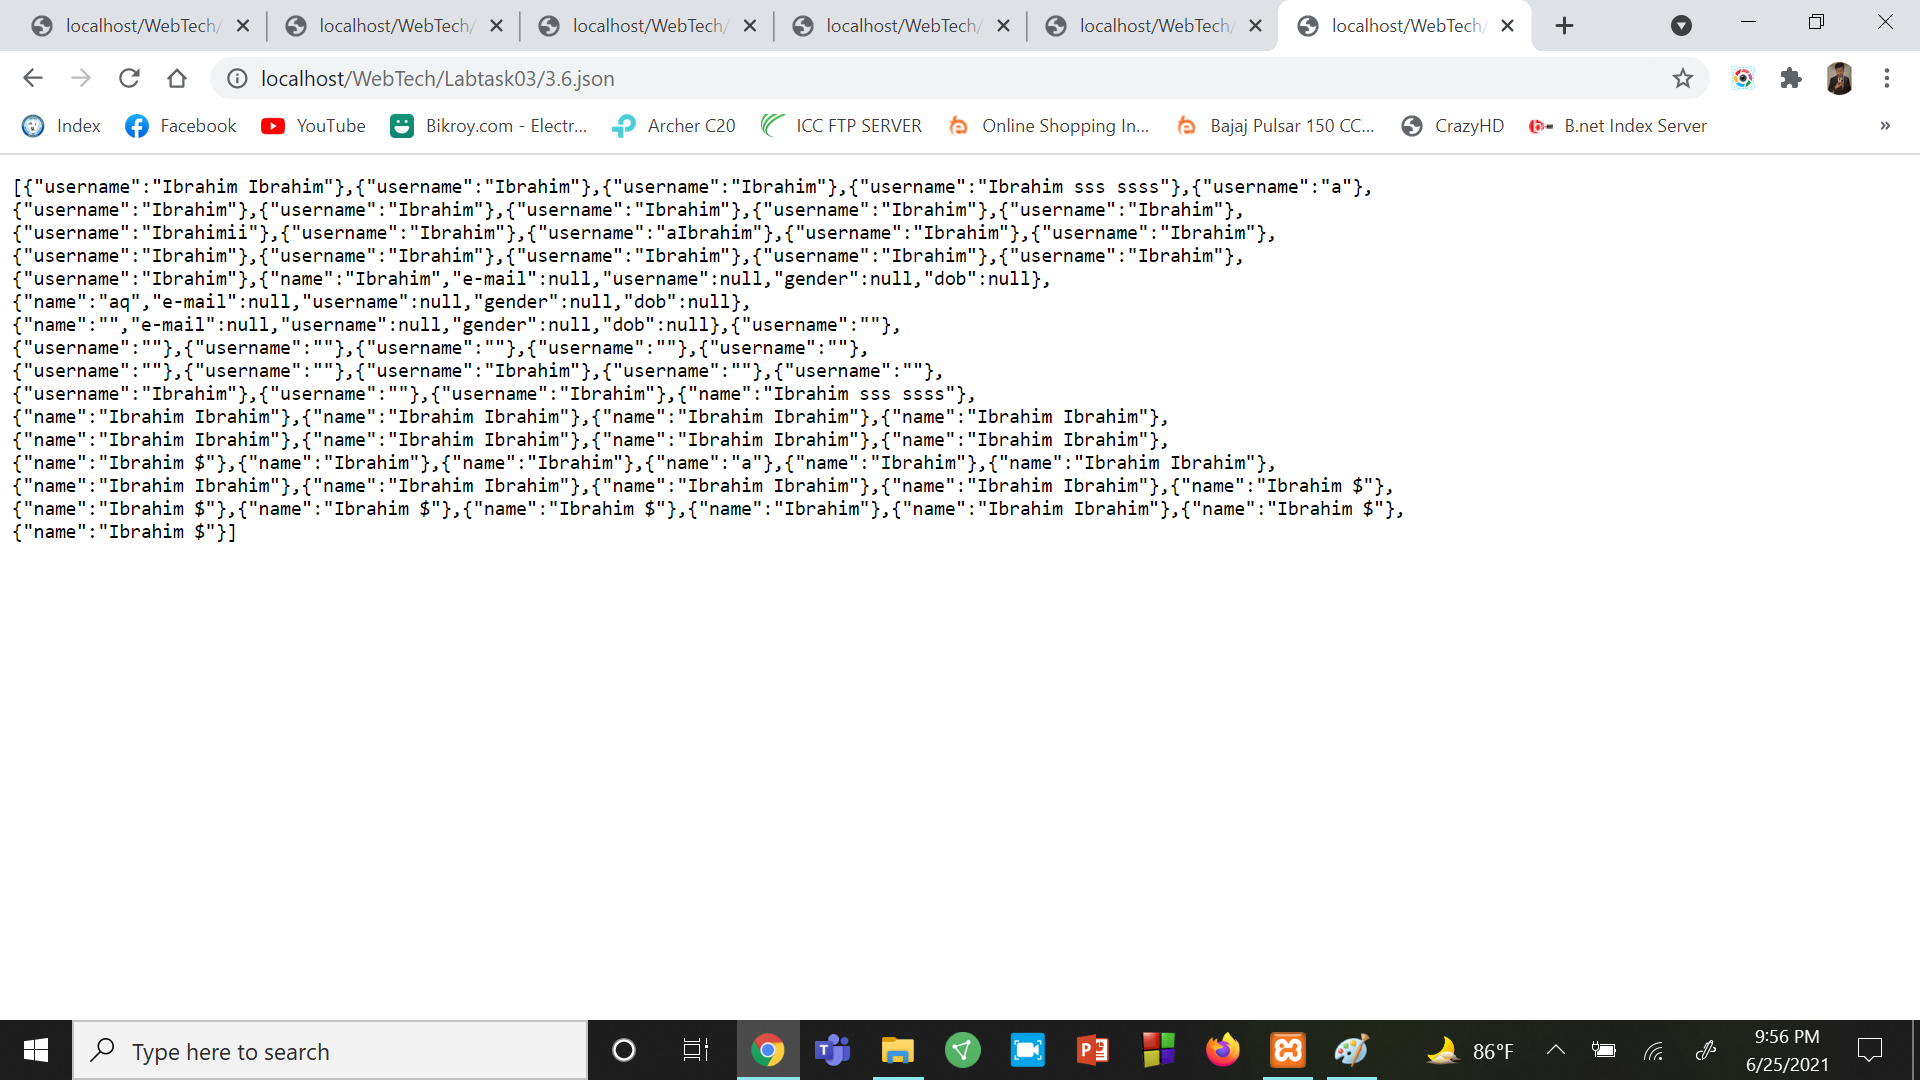 localhost/WebTech/ localhost/WebTech/ localhost/WebTech/ localhost/WebTech/ localhost/WebTech/ localhost/WebTech/
localhost/WebTech/Labtask03/3.6.json
Index Facebook YouTube Bikroy.com - Electr... Archer C20 ICC FTP SERVER Online Shopping In... Bajaj Pulsar 150 CC... CrazyHD B.net Index Server »
[{"username":"Ibrahim Ibrahim"},{"username":"Ibrahim"},{"username":"Ibrahim"},{"username":"Ibrahim sss ssss"},{"username":"a"},
{"username":"Ibrahim"},{"username":"Ibrahim"},{"username":"Ibrahim"},{"username":"Ibrahim"},{"username":"Ibrahim"},
{"username":"Ibrahimii"},{"username":"Ibrahim"},{"username":"aIbrahim"},{"username":"Ibrahim"},{"username":"Ibrahim"},
{"username":"Ibrahim"},{"username":"Ibrahim"},{"username":"Ibrahim"},{"username":"Ibrahim"},{"username":"Ibrahim"},
{"username":"Ibrahim"},{"name":"Ibrahim","e-mail":null,"username":null,"gender":null,"dob":null},
{"name":"aq","e-mail":null,"username":null,"gender":null,"dob":null},
{"name":"","e-mail":null,"username":null,"gender":null,"dob":null},{"username":""},
{"username":""},{"username":""},{"username":""},{"username":""},{"username":""},
{"username":""},{"username":""},{"username":"Ibrahim"},{"username":""},{"username":""},
{"username":"Ibrahim"},{"username":""},{"username":"Ibrahim"},{"name":"Ibrahim sss ssss"},
{"name":"Ibrahim Ibrahim"},{"name":"Ibrahim Ibrahim"},{"name":"Ibrahim Ibrahim"},{"name":"Ibrahim Ibrahim"},
{"name":"Ibrahim Ibrahim"},{"name":"Ibrahim Ibrahim"},{"name":"Ibrahim Ibrahim"},{"name":"Ibrahim Ibrahim"},
{"name":"Ibrahim $"},{"name":"Ibrahim"},{"name":"Ibrahim"},{"name":"a"},{"name":"Ibrahim"},{"name":"Ibrahim Ibrahim"},
{"name":"Ibrahim Ibrahim"},{"name":"Ibrahim Ibrahim"},{"name":"Ibrahim Ibrahim"},{"name":"Ibrahim Ibrahim"},{"name":"Ibrahim $"},
{"name":"Ibrahim $"},{"name":"Ibrahim $"},{"name":"Ibrahim $"},{"name":"Ibrahim"},{"name":"Ibrahim Ibrahim"},{"name":"Ibrahim $"},
{"name":"Ibrahim $"}]
Type here to search
86°F
9:56 PM
6/25/2021